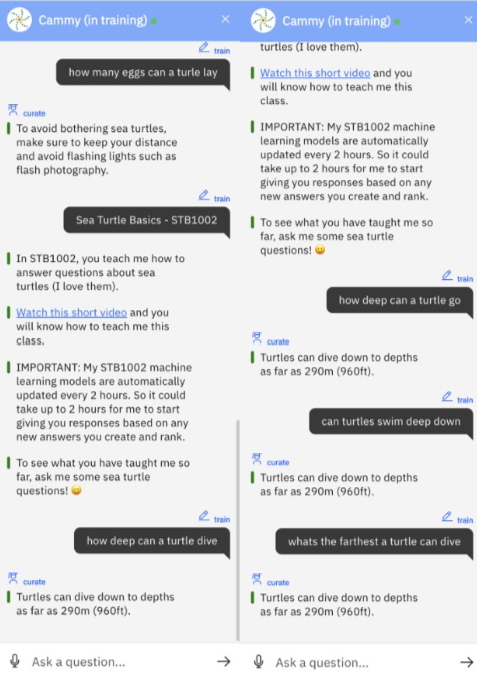 Cammy (in training)
train
how many eggs can a turle lay
curate
To avoid bothering sea turtles,
make sure to keep your distance
and avoid flashing lights such as
flash photography.
train
Sea Turtle Basics - STB1002
In STB1002, you teach me how to
answer questions about sea
turtles (I love them).
Watch this short video and you
will know how to teach me this
class.
IMPORTANT: My STB1002 machine
learning models are automatically
updated every 2 hours. So it could
take up to 2 hours for me to start
giving you responses based on any
new answers you create and rank.
To see what you have taught me so
far, ask me some sea turtle
questions! 😀
train
how deep can a turtle dive
curate
Turtles can dive down to depths
as far as 290m (960ft).
Ask a question...
Cammy (in training)
turtles (I love them).
Watch this short video and you
will know how to teach me this
class.
IMPORTANT: My STB1002 machine
learning models are automatically
updated every 2 hours. So it could
take up to 2 hours for me to start
giving you responses based on any
new answers you create and rank.
To see what you have taught me so
far, ask me some sea turtle
questions! 😀
train
how deep can a turtle go
curate
Turtles can dive down to depths
as far as 290m (960ft).
train
can turtles swim deep down
curate
Turtles can dive down to depths
as far as 290m (960ft).
train
whats the farthest a turtle can dive
curate
Turtles can dive down to depths
as far as 290m (960ft).
Ask a question...